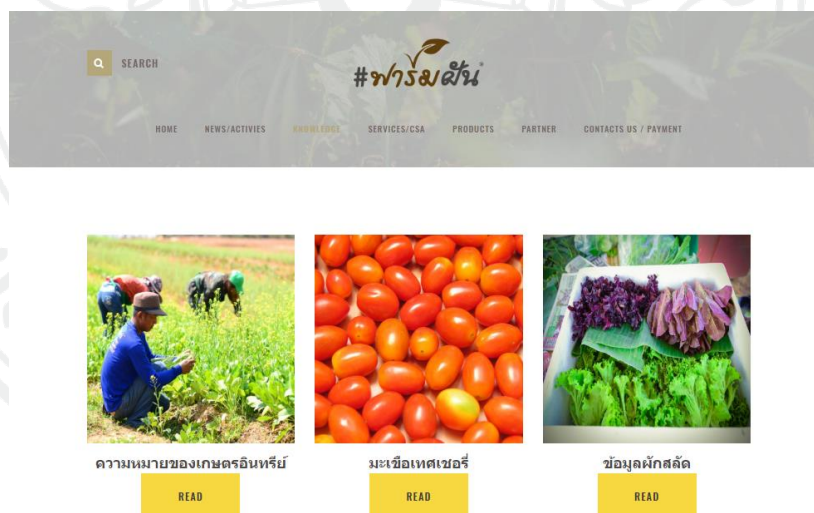 SEARCH
#ฟาร์มฝัน
HOME NEWS/ACTIVIES KNOWLEDGE SERVICES/CSA PRODUCTS PARTNER CONTACTS US / PAYMENT
ความหมายของเกษตรอินทรีย์ มะเขือเทศเชอรี่ ข้อมูลผักสลัด
READ READ READ